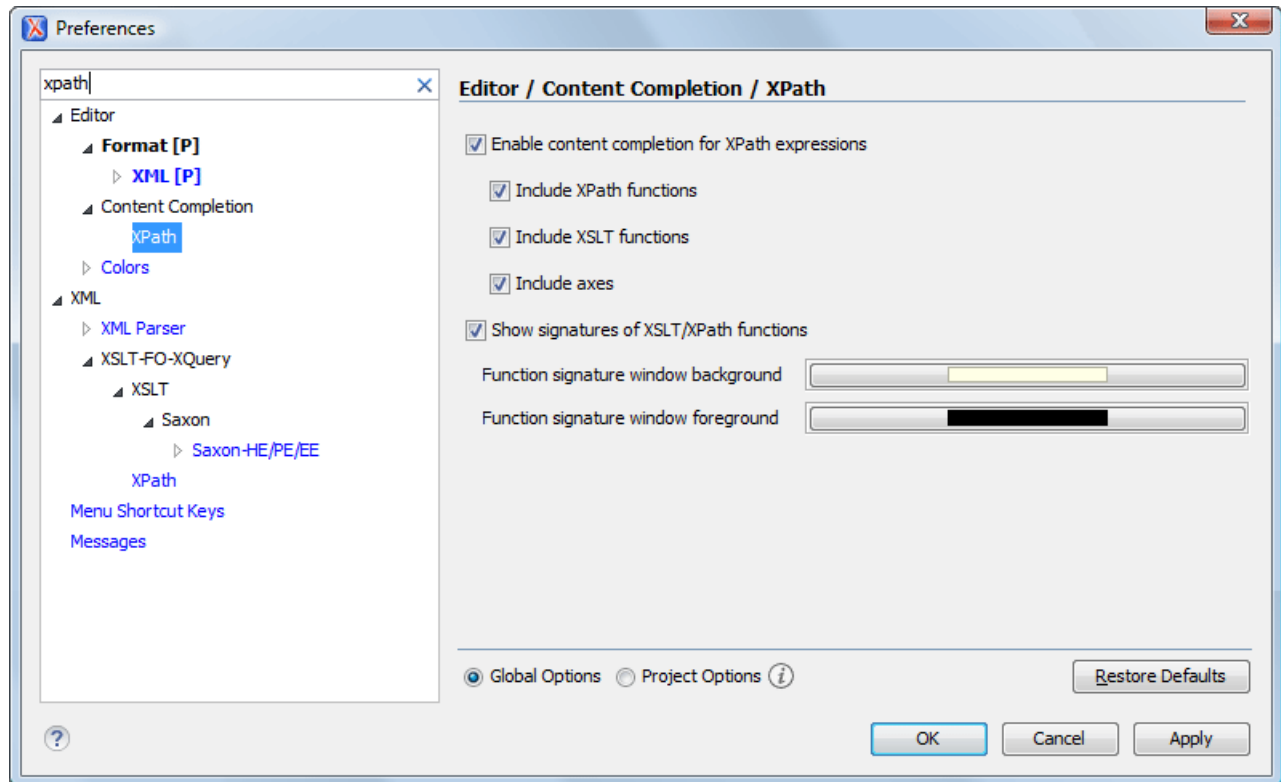 Preferences
xpath
Editor
Format [P]
XML [P]
Content Completion
XPath
Colors
XML
XML Parser
XSLT-FO-XQuery
XSLT
Saxon
Saxon-HE/PE/EE
XPath
Menu Shortcut Keys
Messages
Editor / Content Completion / XPath
Enable content completion for XPath expressions
Include XPath functions
Include XSLT functions
Include axes
Show signatures of XSLT/XPath functions
Function signature window background
Function signature window foreground
Global Options Project Options i Restore Defaults
? OK Cancel Apply